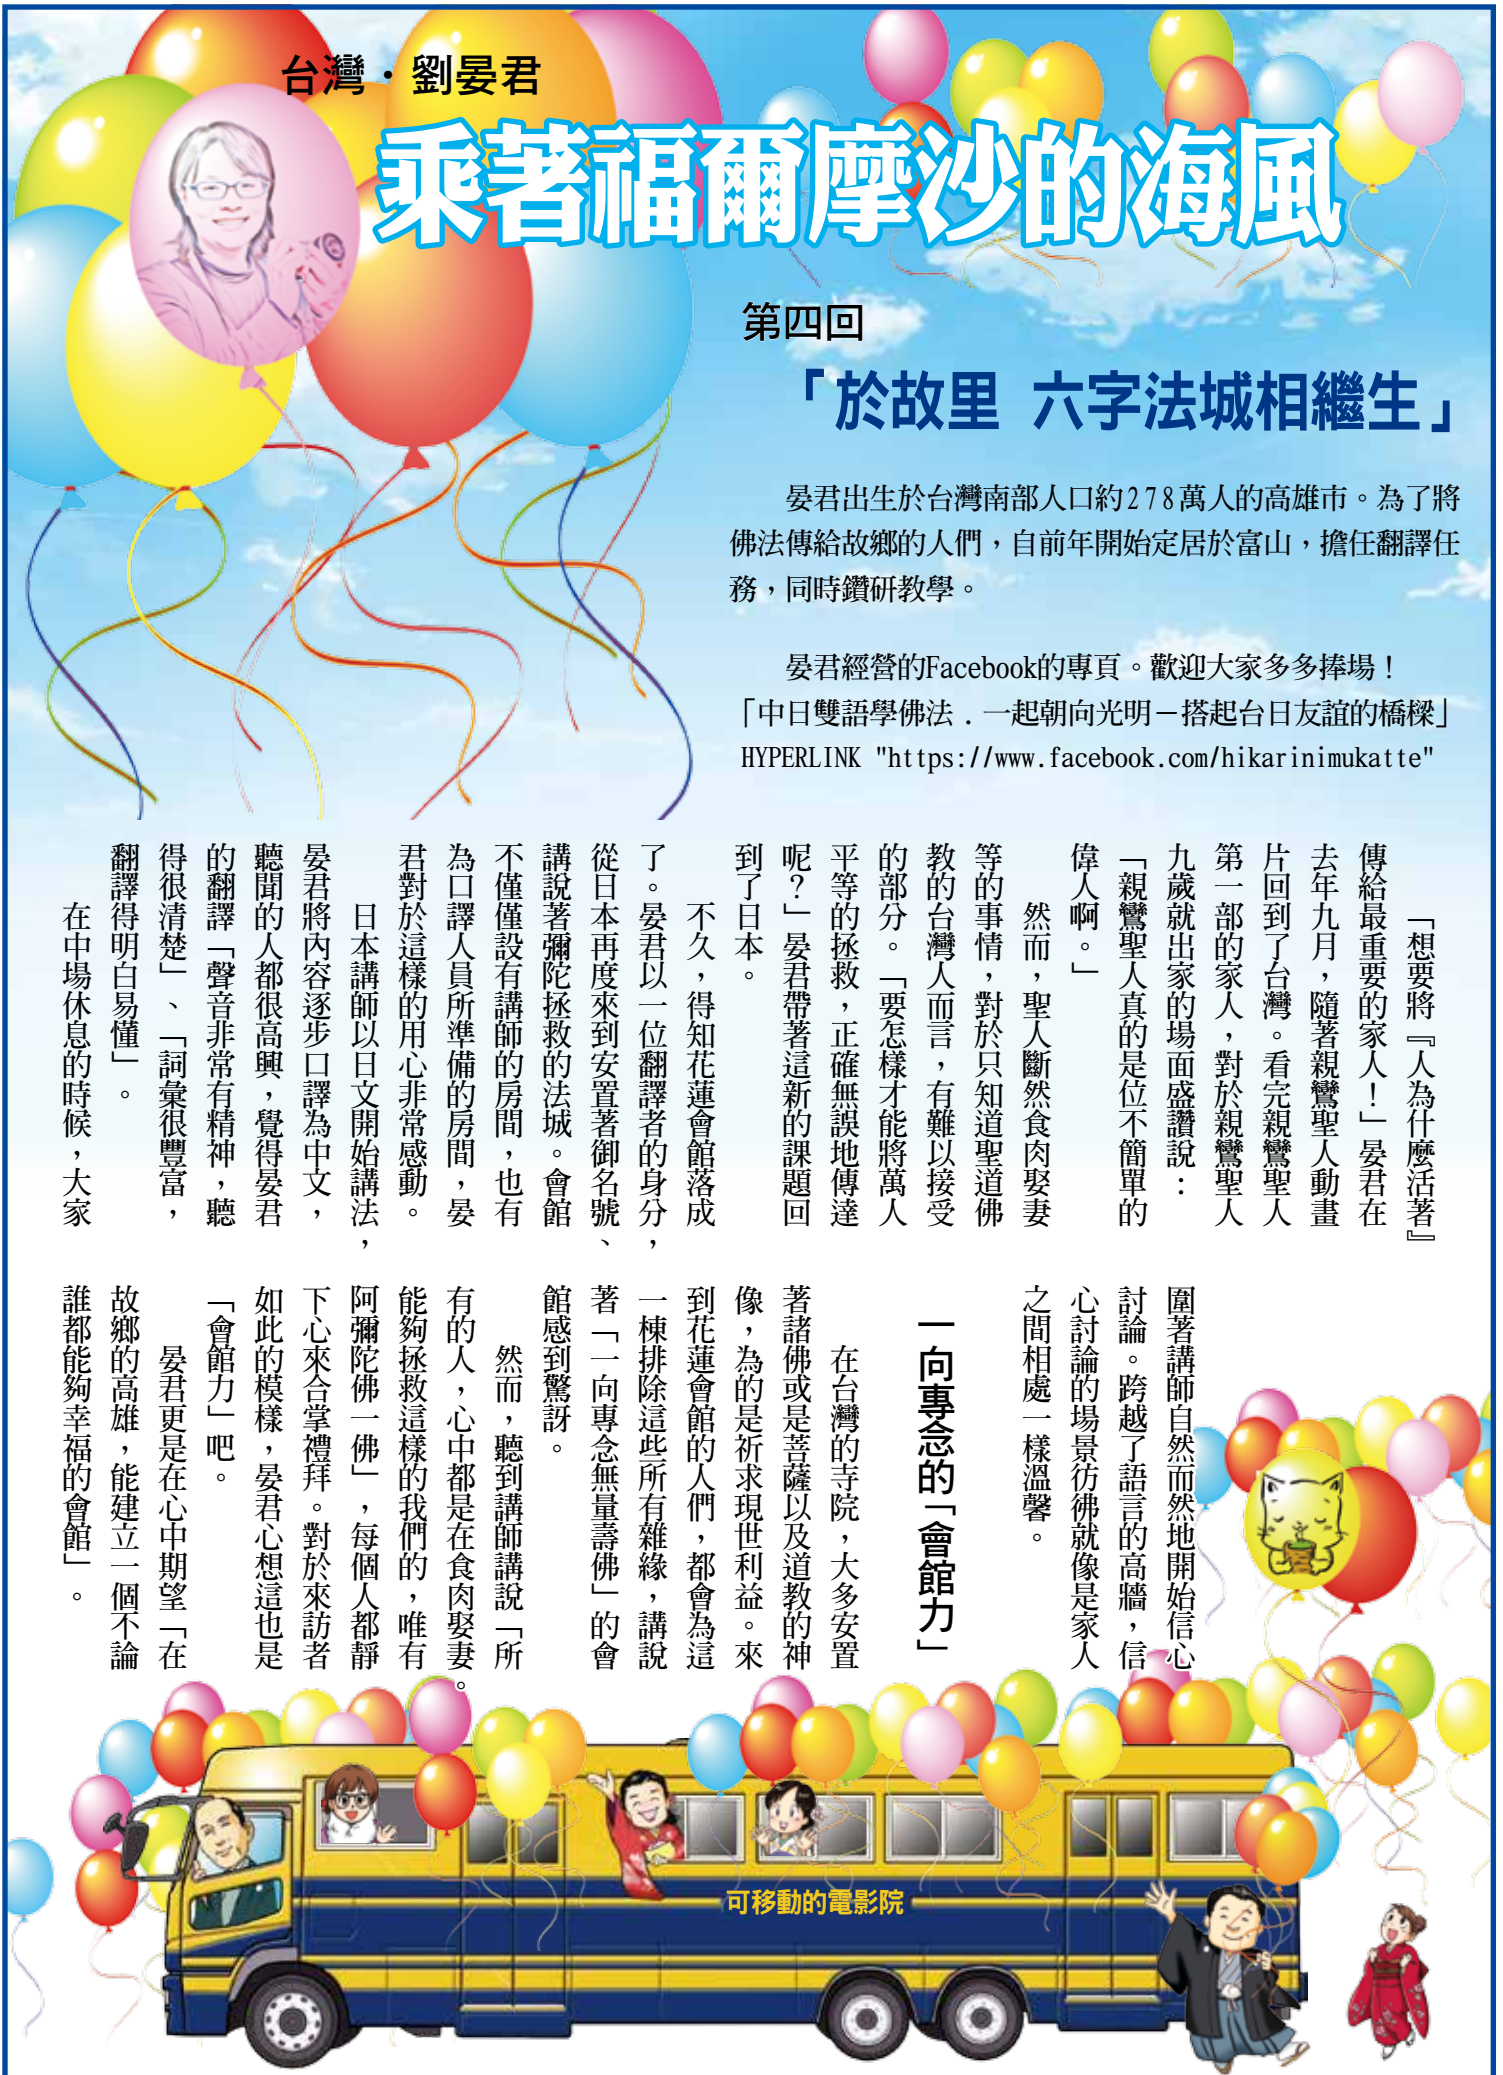 台灣・劉晏君
乘著福爾摩沙的海風
第四回
「於故里 六字法城相繼生」
晏君出生於台灣南部人口約278萬人的高雄市。為了將
佛法傳給故鄉的人們，自前年開始定居於富山，擔任翻譯任
務，同時鑽研教學。
晏君經營的Facebook的專頁。歡迎大家多多捧場！
「中日雙語學佛法．一起朝向光明－搭起台日友誼的橋樑」
HYPERLINK "https://www.facebook.com/hikarinimukatte"
「想要將『人為什麼活著』
傳給最重要的家人！」晏君在
去年九月，隨著親鸞聖人動畫
片回到了台灣。看完親鸞聖人
第一部的家人，對於親鸞聖人
九歲就出家的場面盛讚說：
「親鸞聖人真的是位不簡單的
偉人啊。」
然而，聖人斷然食肉娶妻
等的事情，對於只知道聖道佛
教的台灣人而言，有難以接受
的部分。「要怎樣才能將萬人
平等的拯救，正確無誤地傳達
呢？」晏君帶著這新的課題回
到了日本。
不久，得知花蓮會館落成
了。晏君以一位翻譯者的身分，
從日本再度來到安置著御名號、
講說著彌陀拯救的法城。會館
不僅僅設有講師的房間，也有
為口譯人員所準備的房間，晏
君對於這樣的用心非常感動。
日本講師以日文開始講法，
晏君將內容逐步口譯為中文，
聽聞的人都很高興，覺得晏君
的翻譯「聲音非常有精神，聽
得很清楚」、「詞彙很豐富，
翻譯得明白易懂」。
在中場休息的時候，大家
圍著講師自然而然地開始信心
討論。跨越了語言的高牆，信
心討論的場景彷彿就像是家人
之間相處一樣溫馨。
一向專念的「會館力」
在台灣的寺院，大多安置
著諸佛或是菩薩以及道教的神
像，為的是祈求現世利益。來
到花蓮會館的人們，都會為這
一棟排除這些所有雜緣，講說
著「一向專念無量壽佛」的會
館感到驚訝。
然而，聽到講師講說「所
有的人，心中都是在食肉娶妻。
能夠拯救這樣的我們的，唯有
阿彌陀佛一佛」，每個人都靜
下心來合掌禮拜。對於來訪者
如此的模樣，晏君心想這也是
「會館力」吧。
晏君更是在心中期望「在
故鄉的高雄，能建立一個不論
誰都能夠幸福的會館」。
可移動的電影院